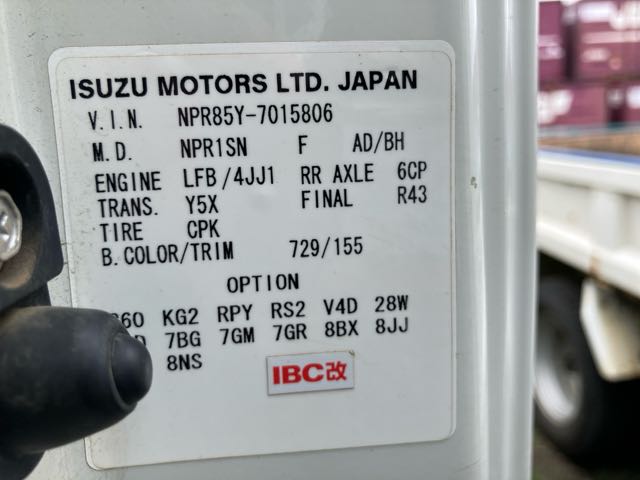 ISUZU MOTORS LTD. JAPAN
V.I.N. NPR85Y-7015806
M.D. NPR1SN F AD/BH
ENGINE LFB/4JJ1 RR AXLE 6CP
TRANS. Y5X FINAL R43
TIRE CPK
B.COLOR/TRIM 729/155
OPTION
KG2 RPY RS2 V4D 28W
7BG 7GM 7GR 8BX 8JJ
8NS
IBC改